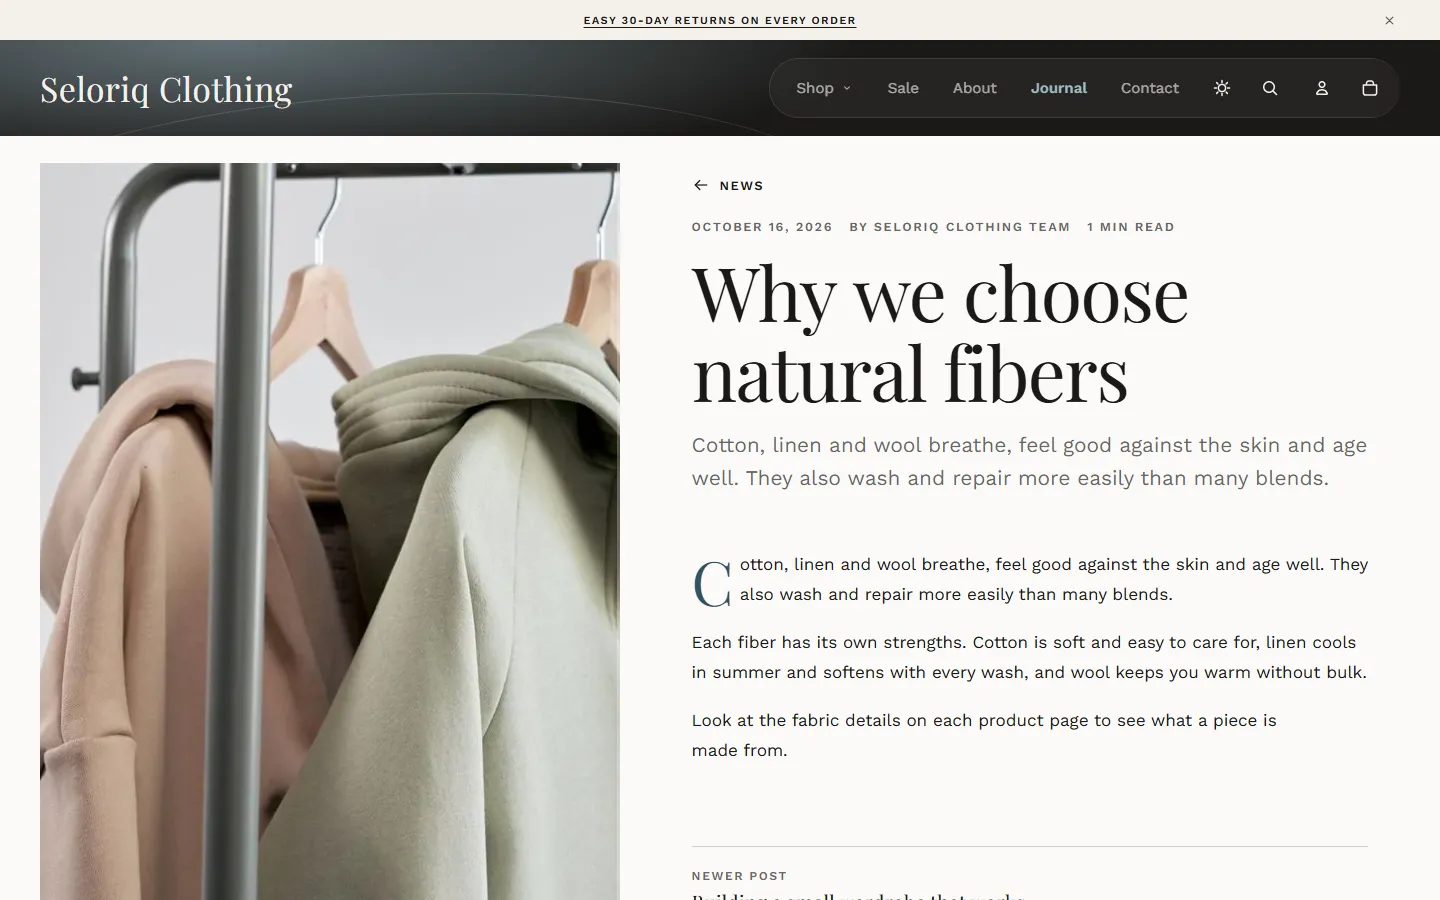 EASY 30-DAY RETURNS ON EVERY ORDER
Seloriq Clothing
Shop
Sale
About
Journal
Contact
NEWS
OCTOBER 16, 2026 BY SELORIQ CLOTHING TEAM 1 MIN READ
Why we choose
natural fibers
Cotton, linen and wool breathe, feel good against the skin and age
well. They also wash and repair more easily than many blends.
Cotton, linen and wool breathe, feel good against the skin and age well. They
also wash and repair more easily than many blends.
Each fiber has its own strengths. Cotton is soft and easy to care for, linen cools
in summer and softens with every wash, and wool keeps you warm without bulk.
Look at the fabric details on each product page to see what a piece is
made from.
NEWER POST
Building a small wardrobe that works